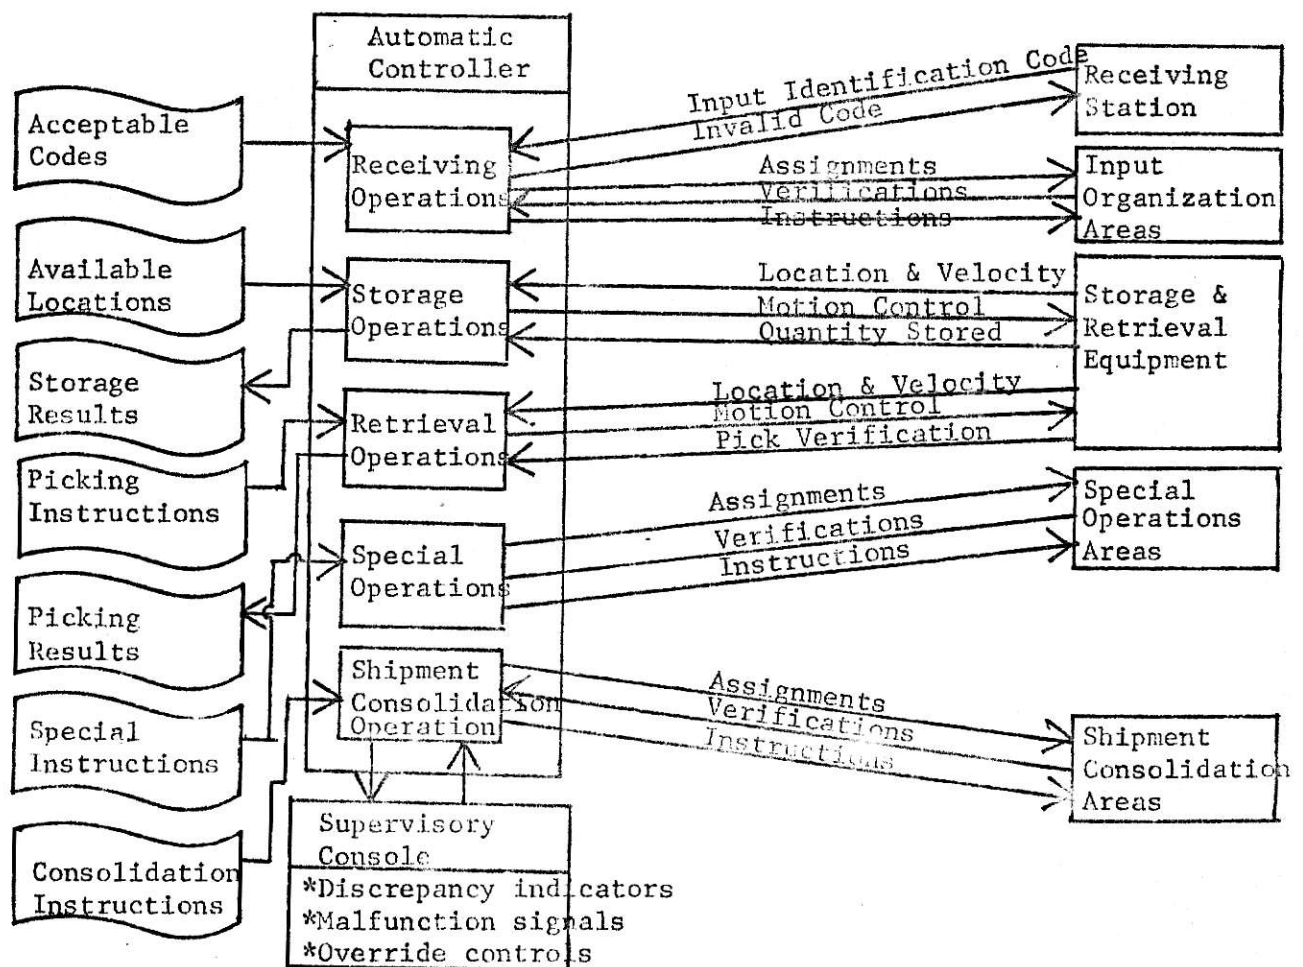 Automatic
Controller
Acceptable
Codes
Available
Locations
Storage
Results
Picking
Instructions
Picking
Results
Special
Instructions
Consolidation
Instructions
Receiving
Operations
Storage
Operations
Retrieval
Operations
Special
Operations
Shipment
Consolidation
Operation
Supervisory
Console
*Discrepancy indicators
*Malfunction signals
*Override controls
Input Identification Code
Invalid Code
Assignments
Verifications
Instructions
Location & Velocity
Motion Control
Quantity Stored
Location & Velocity
Motion Control
Pick Verification
Assignments
Verifications
Instructions
Assignments
Verifications
Instructions
Receiving
Station
Input
Organization
Areas
Storage &
Retrieval
Equipment
Special
Operations
Areas
Shipment
Consolidation
Areas